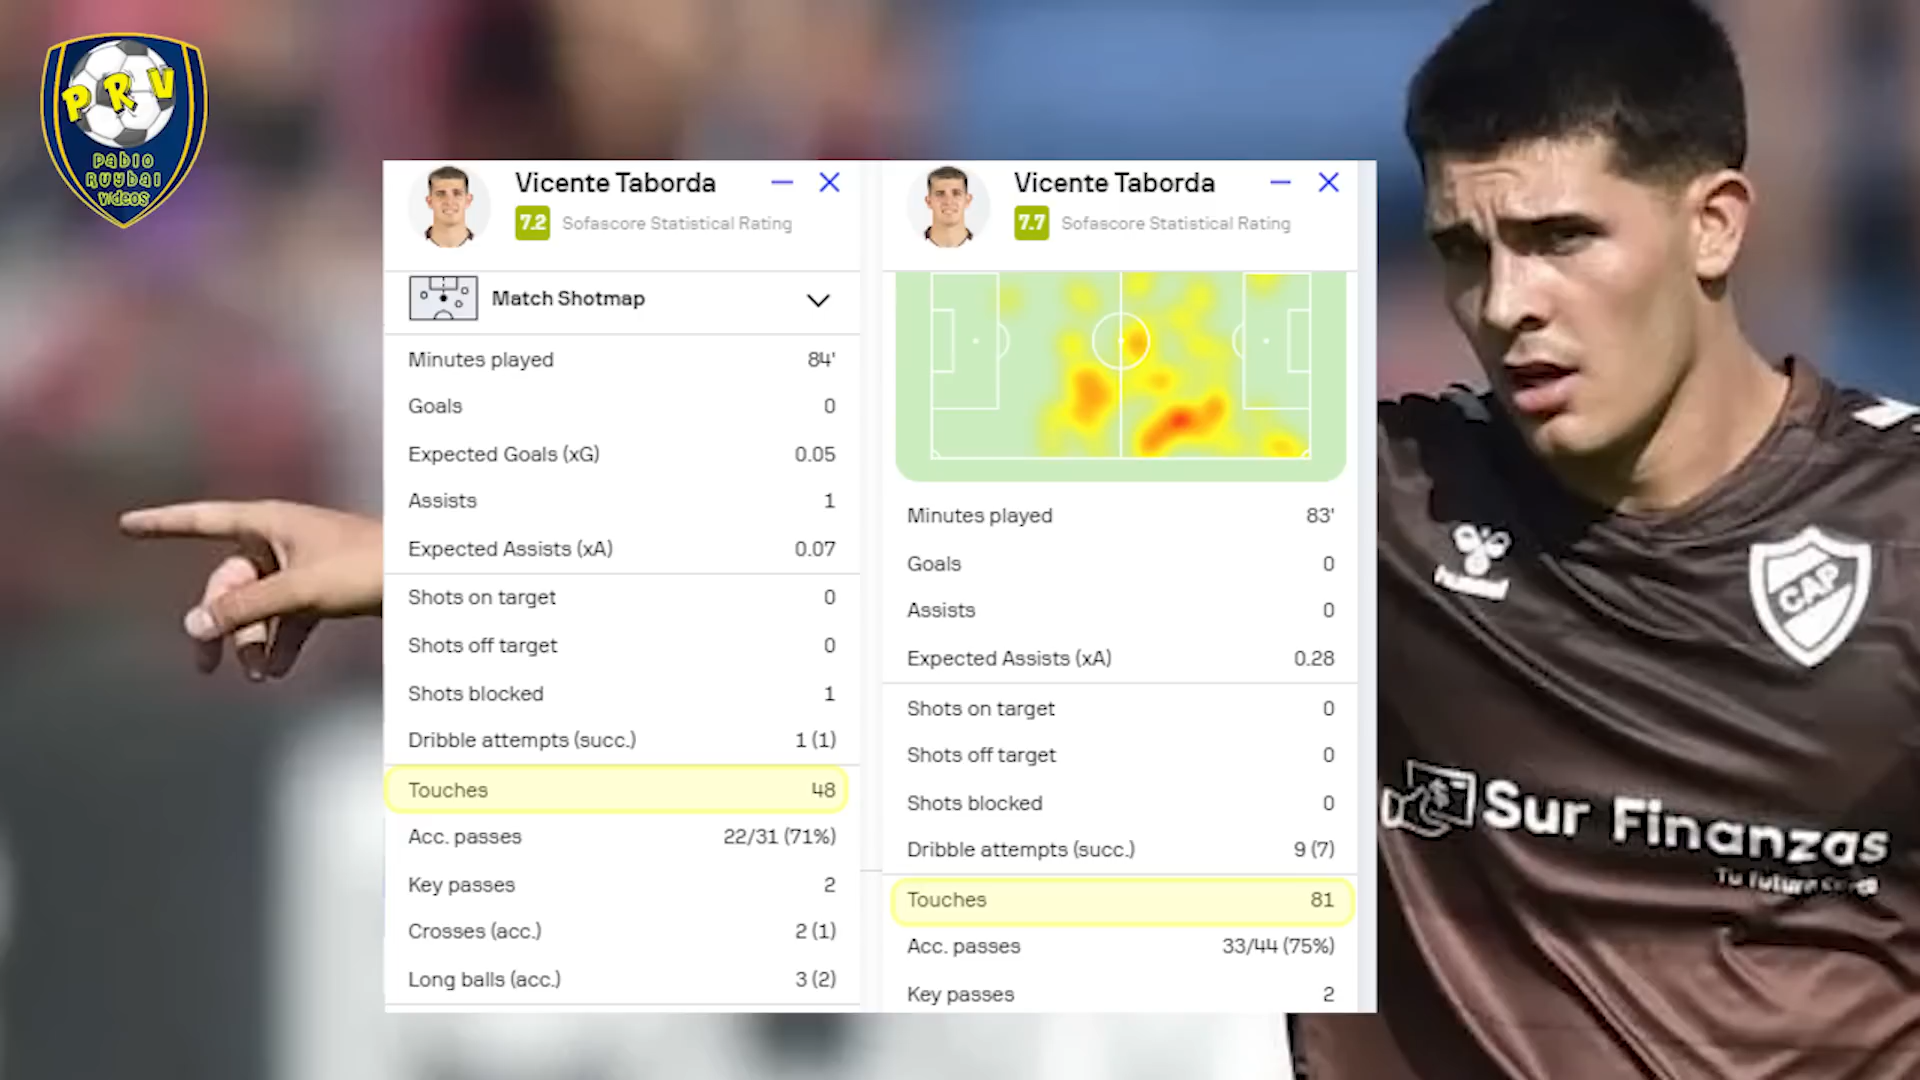 PRV
Pablo
Ruybal
Videos
Vicente Taborda
7.2 Sofascore Statistical Rating
Match Shotmap
Minutes played 84'
Goals 0
Expected Goals (xG) 0.05
Assists 1
Expected Assists (xA) 0.07
Shots on target 0
Shots off target 0
Shots blocked 1
Dribble attempts (succ.) 1 (1)
Touches 48
Acc. passes 22/31 (71%)
Key passes 2
Crosses (acc.) 2 (1)
Long balls (acc.) 3 (2)
Vicente Taborda
7.7 Sofascore Statistical Rating
Minutes played 83'
Goals 0
Assists 0
Expected Assists (xA) 0.28
Shots on target 0
Shots off target 0
Shots blocked 0
Dribble attempts (succ.) 9 (7)
Touches 81
Acc. passes 33/44 (75%)
Key passes 2
hummel
CAP
Sur Finanzas
Tu futuro